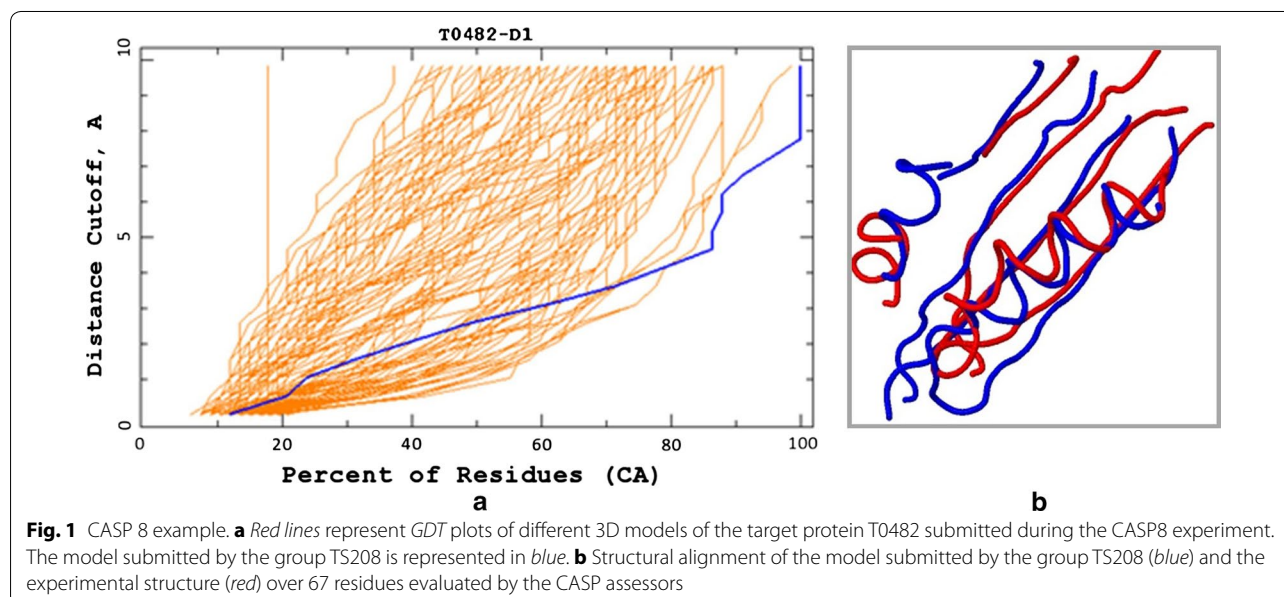 T0482-D1
10
5
0
Distance Cutoff, A
0
20
40
60
80
100
Percent of Residues (CA)
a
b
Fig. 1 CASP 8 example. a Red lines represent GDT plots of different 3D models of the target protein T0482 submitted during the CASP8 experiment.
The model submitted by the group TS208 is represented in blue. b Structural alignment of the model submitted by the group TS208 (blue) and the
experimental structure (red) over 67 residues evaluated by the CASP assessors